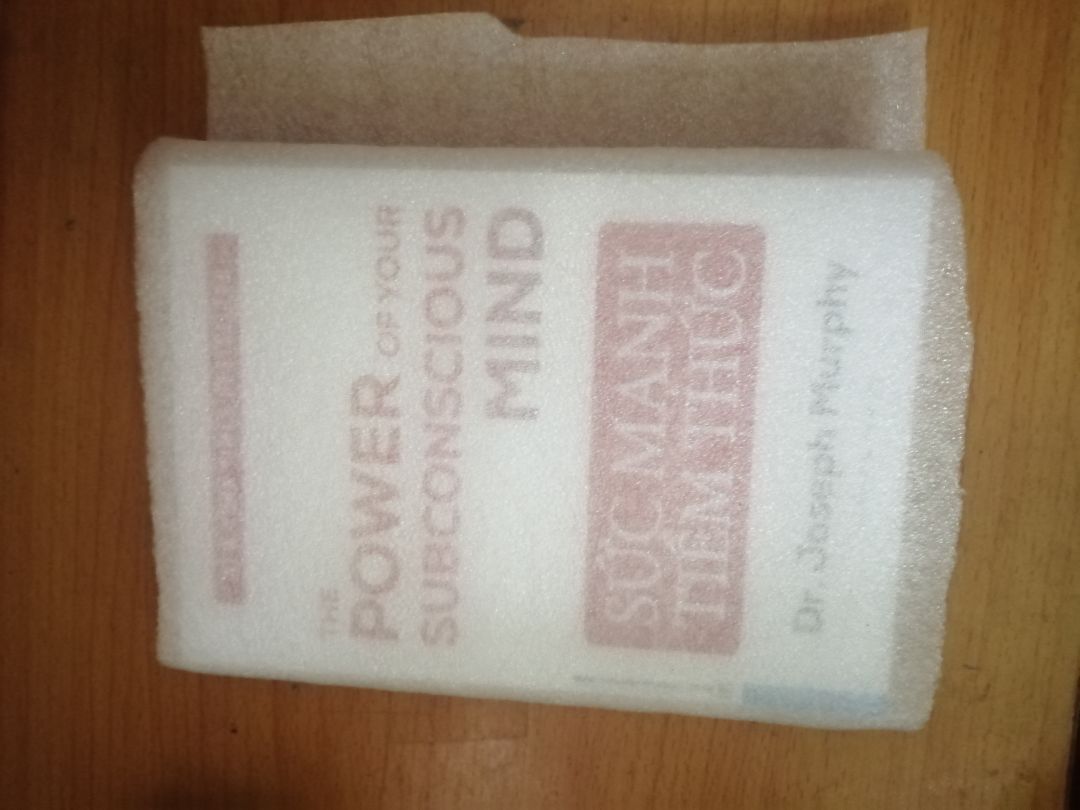 THE
POWER OF YOUR
SUBCONSCIOUS
MIND
SỨC MẠNH
TIỀM THỨC
Dr. Joseph Murphy